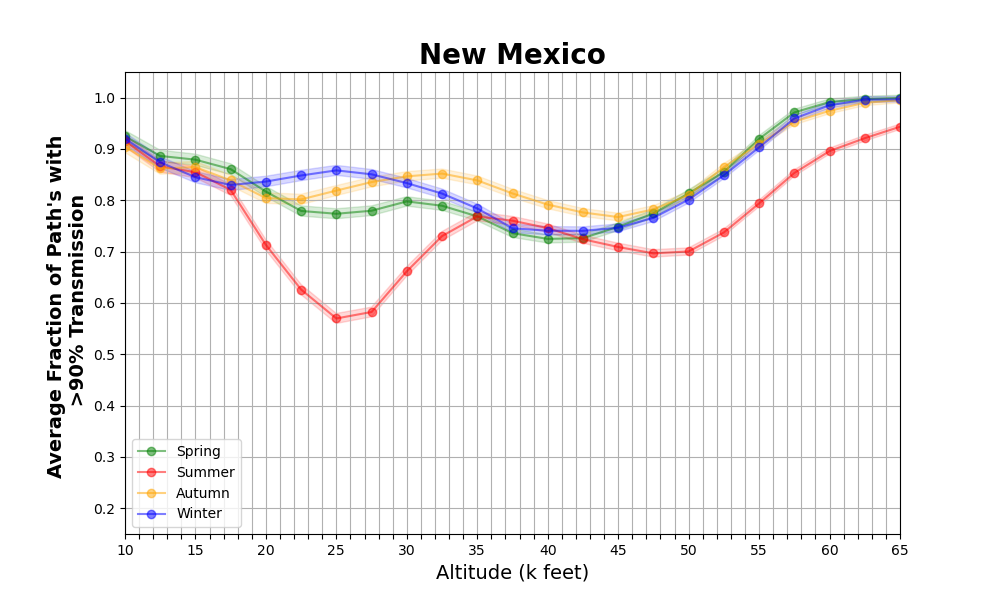 New Mexico
Average Fraction of Path's with
>90% Transmission
1.0
0.9
0.8
0.7
0.6
0.5
0.4
0.3
0.2
Spring
Summer
Autumn
Winter
10 15 20 25 30 35 40 45 50 55 60 65
Altitude (k feet)